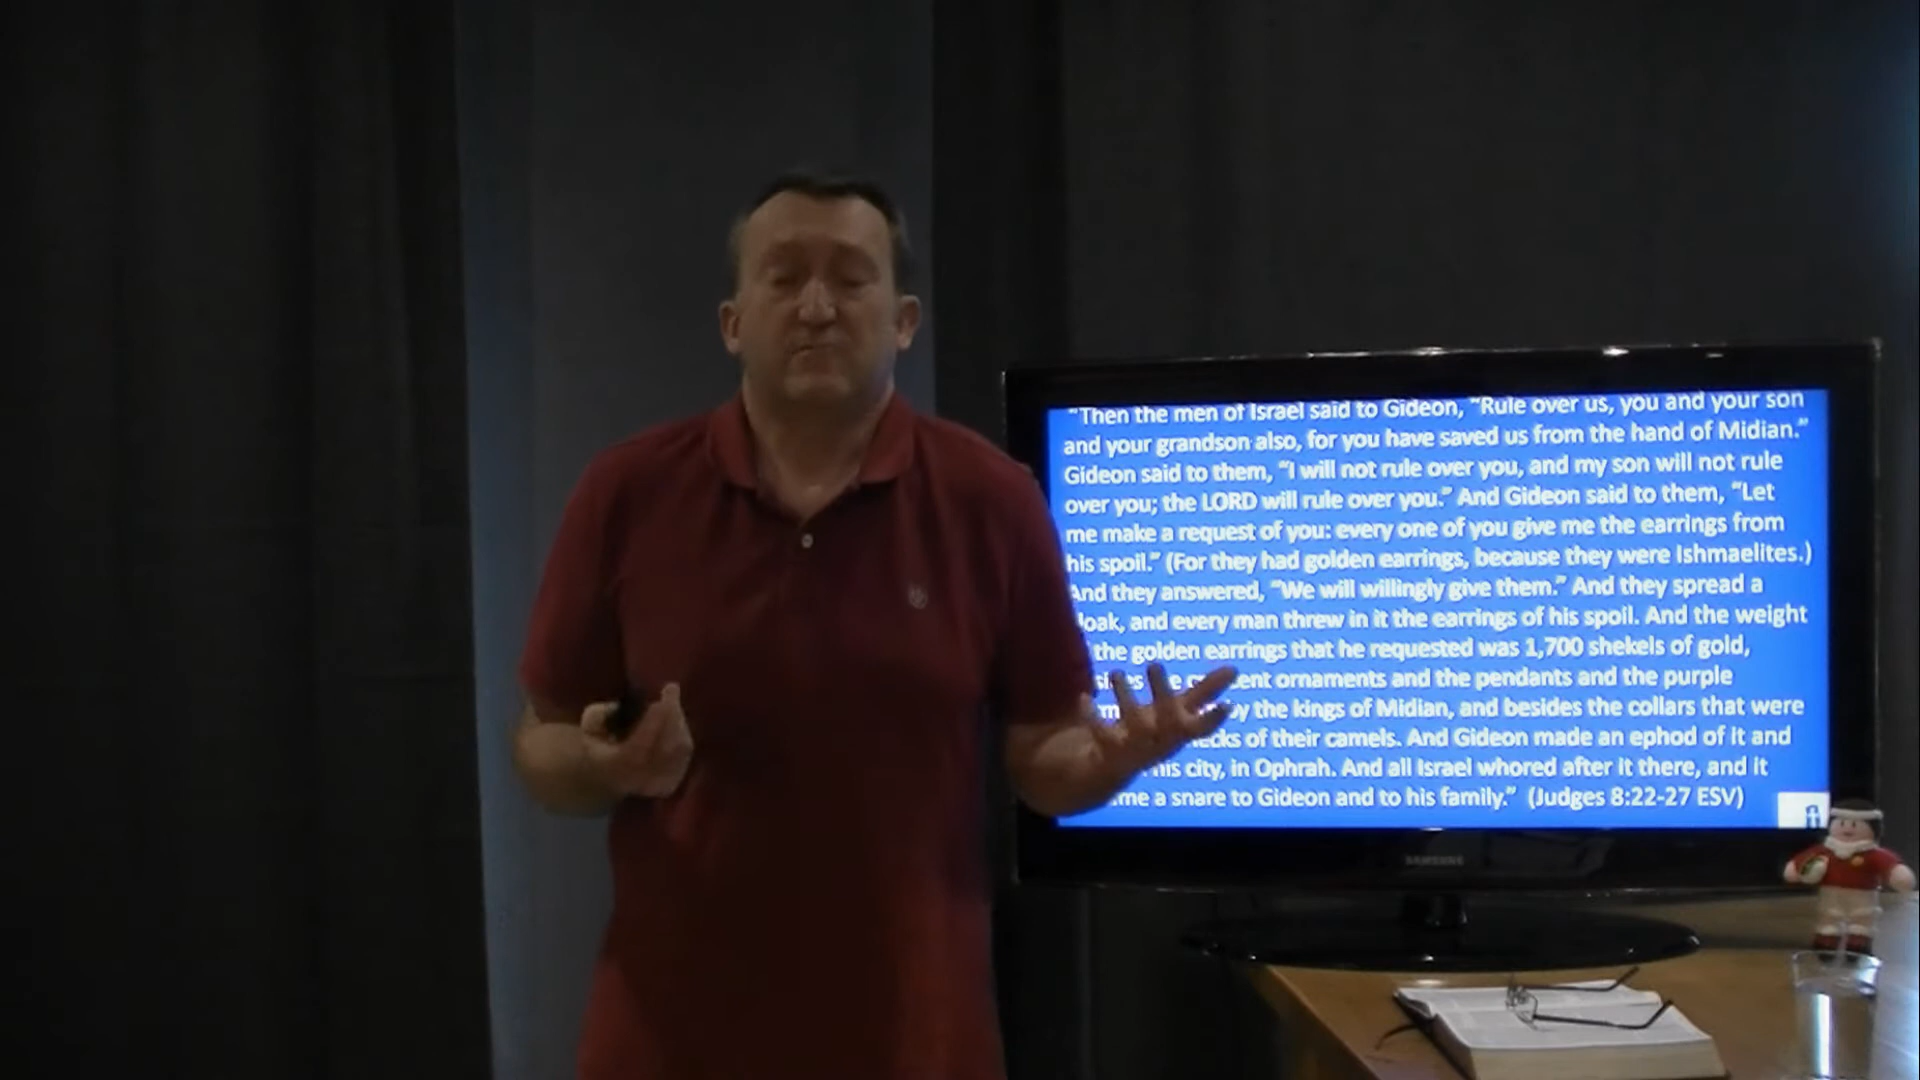 "Then the men of Israel said to Gideon, "Rule over us, you and your son
and your grandson also, for you have saved us from the hand of Midian."
Gideon said to them, "I will not rule over you, and my son will not rule
over you; the LORD will rule over you." And Gideon said to them, "Let
me make a request of you: every one of you give me the earrings from
his spoil." (For they had golden earrings, because they were Ishmaelites.)
And they answered, "We will willingly give them." And they spread a
loak, and every man threw in it the earrings of his spoil. And the weight
the golden earrings that he requested was 1,700 shekels of gold,
ornaments and the pendants and the purple
by the kings of Midian, and besides the collars that were
necks of their camels. And Gideon made an ephod of it and
his city, in Ophrah. And all Israel whored after it there, and it
me a snare to Gideon and to his family." (Judges 8:22-27 ESV)
SAMSUNG